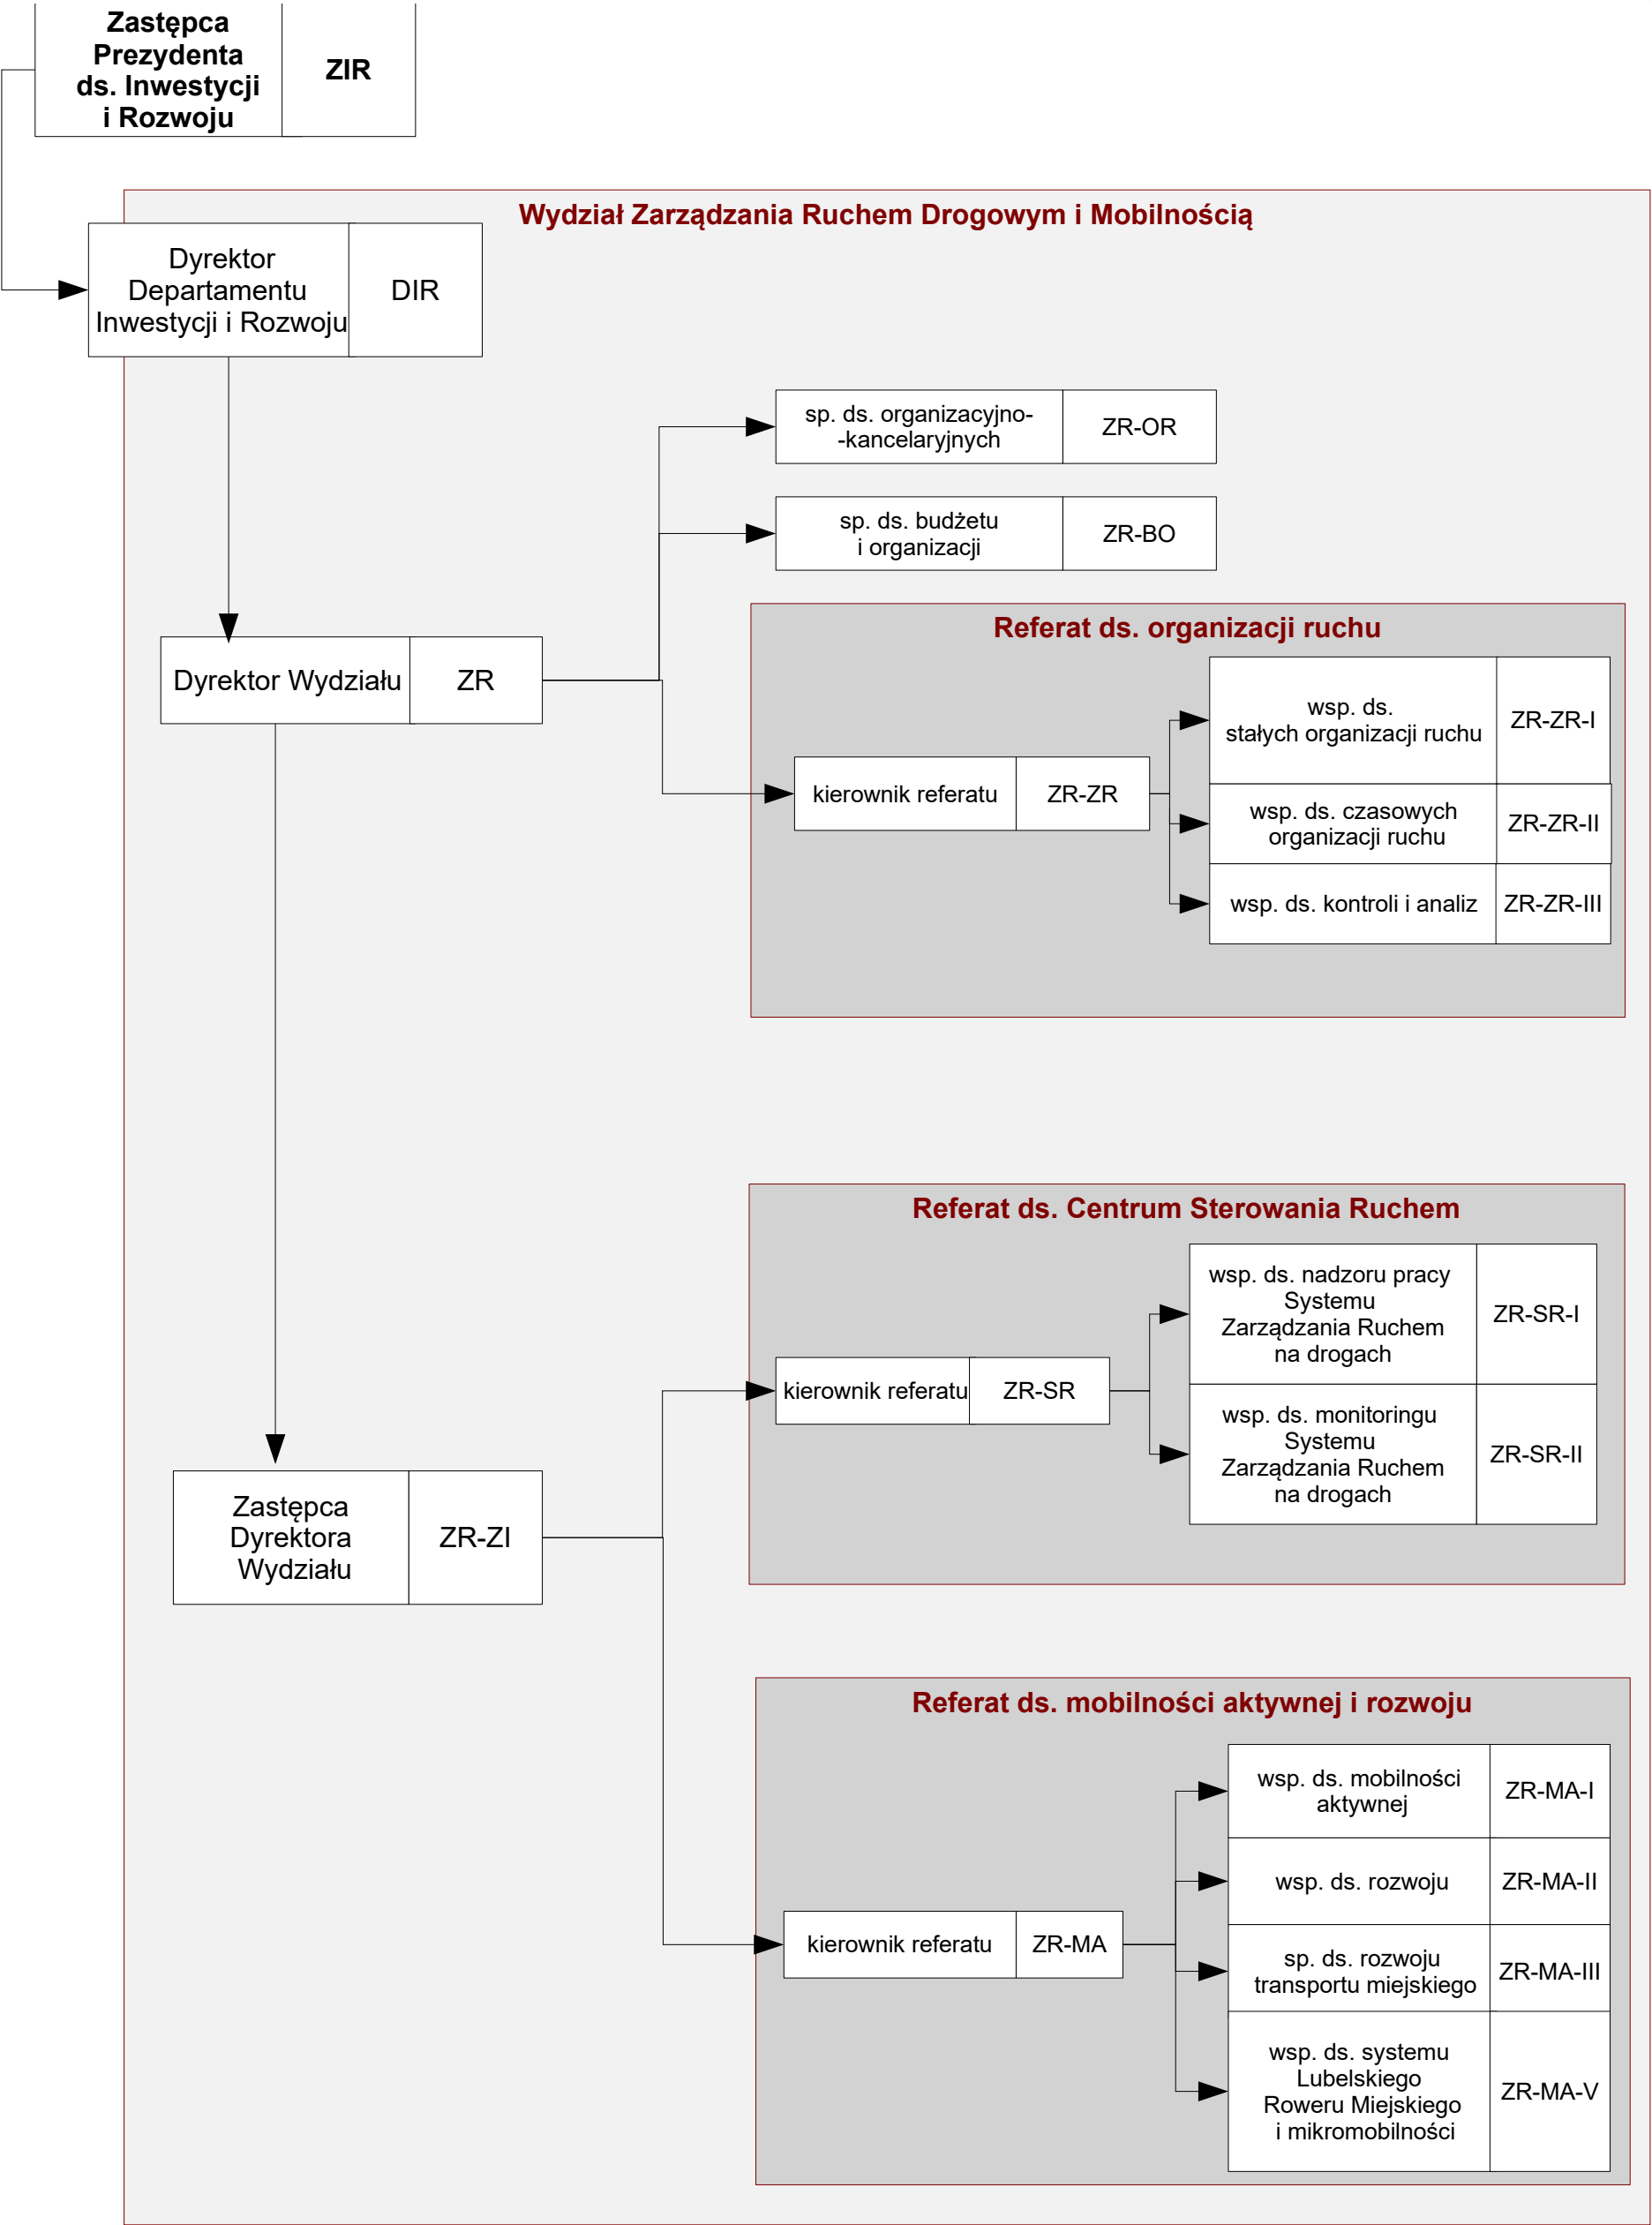 Zastępca
Prezydenta
ds. Inwestycji
i Rozwoju
ZIR
Wydział Zarządzania Ruchem Drogowym i Mobilnością
Dyrektor
Departamentu
Inwestycji i Rozwoju
DIR
sp. ds. organizacyjno-
-kancelaryjnych
ZR-OR
sp. ds. budżetu
i organizacji
ZR-BO
Dyrektor Wydziału
ZR
Referat ds. organizacji ruchu
kierownik referatu
ZR-ZR
wsp. ds.
stałych organizacji ruchu
ZR-ZR-I
wsp. ds. czasowych
organizacji ruchu
ZR-ZR-II
wsp. ds. kontroli i analiz
ZR-ZR-III
Zastępca
Dyrektora
Wydziału
ZR-ZI
Referat ds. Centrum Sterowania Ruchem
kierownik referatu
ZR-SR
wsp. ds. nadzoru pracy
Systemu
Zarządzania Ruchem
na drogach
ZR-SR-I
wsp. ds. monitoringu
Systemu
Zarządzania Ruchem
na drogach
ZR-SR-II
Referat ds. mobilności aktywnej i rozwoju
kierownik referatu
ZR-MA
wsp. ds. mobilności
aktywnej
ZR-MA-I
wsp. ds. rozwoju
ZR-MA-II
sp. ds. rozwoju
transportu miejskiego
ZR-MA-III
wsp. ds. systemu
Lubelskiego
Roweru Miejskiego
i mikromobilności
ZR-MA-V